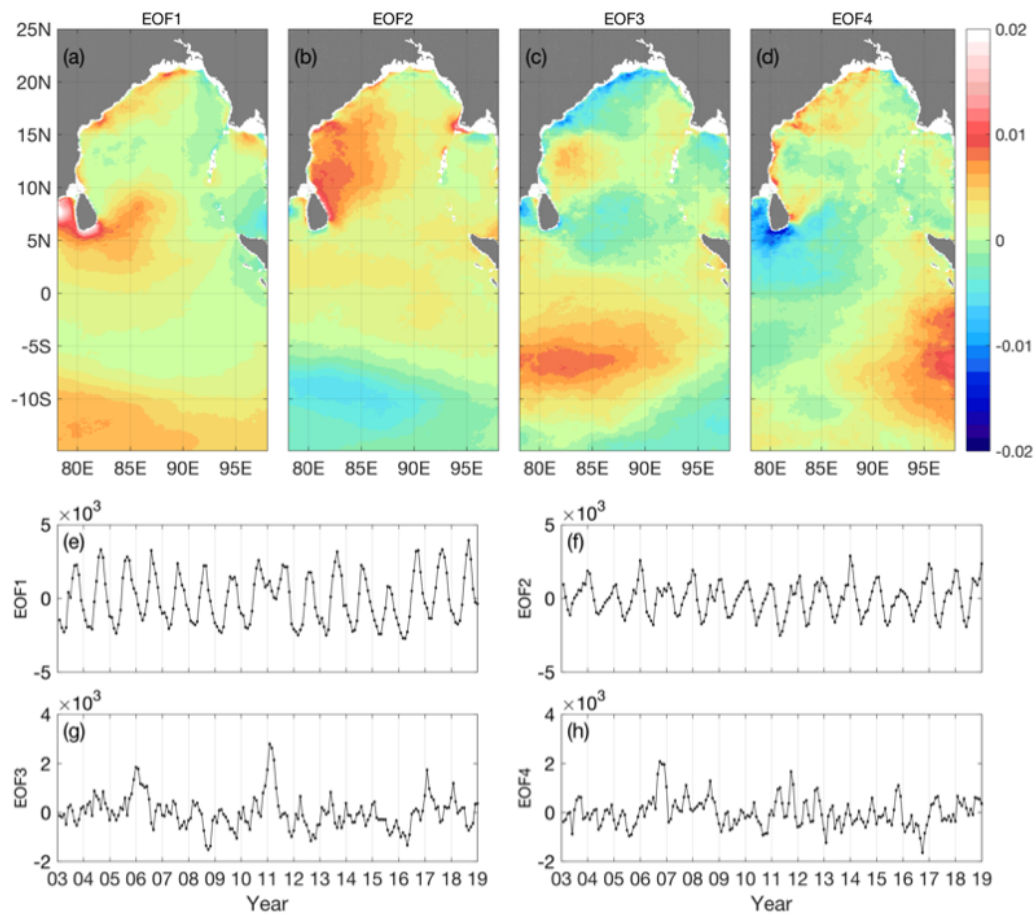 EOF1 EOF2 EOF3 EOF4
25N 0.02
(a) (b) (c) (d)
20N
15N 0.01
10N
5N 0
0
-5S -0.01
-10S
-0.02
80E 85E 90E 95E 80E 85E 90E 95E 80E 85E 90E 95E 80E 85E 90E 95E
×10³ ×10³
5 (e) 5 (f)
EOF1 0 EOF2 0
-5 -5
×10³ ×10³
4 (g) 4 (h)
2 2
EOF3 0 EOF4 0
-2 -2
03 04 05 06 07 08 09 10 11 12 13 14 15 16 17 18 19 03 04 05 06 07 08 09 10 11 12 13 14 15 16 17 18 19
Year Year